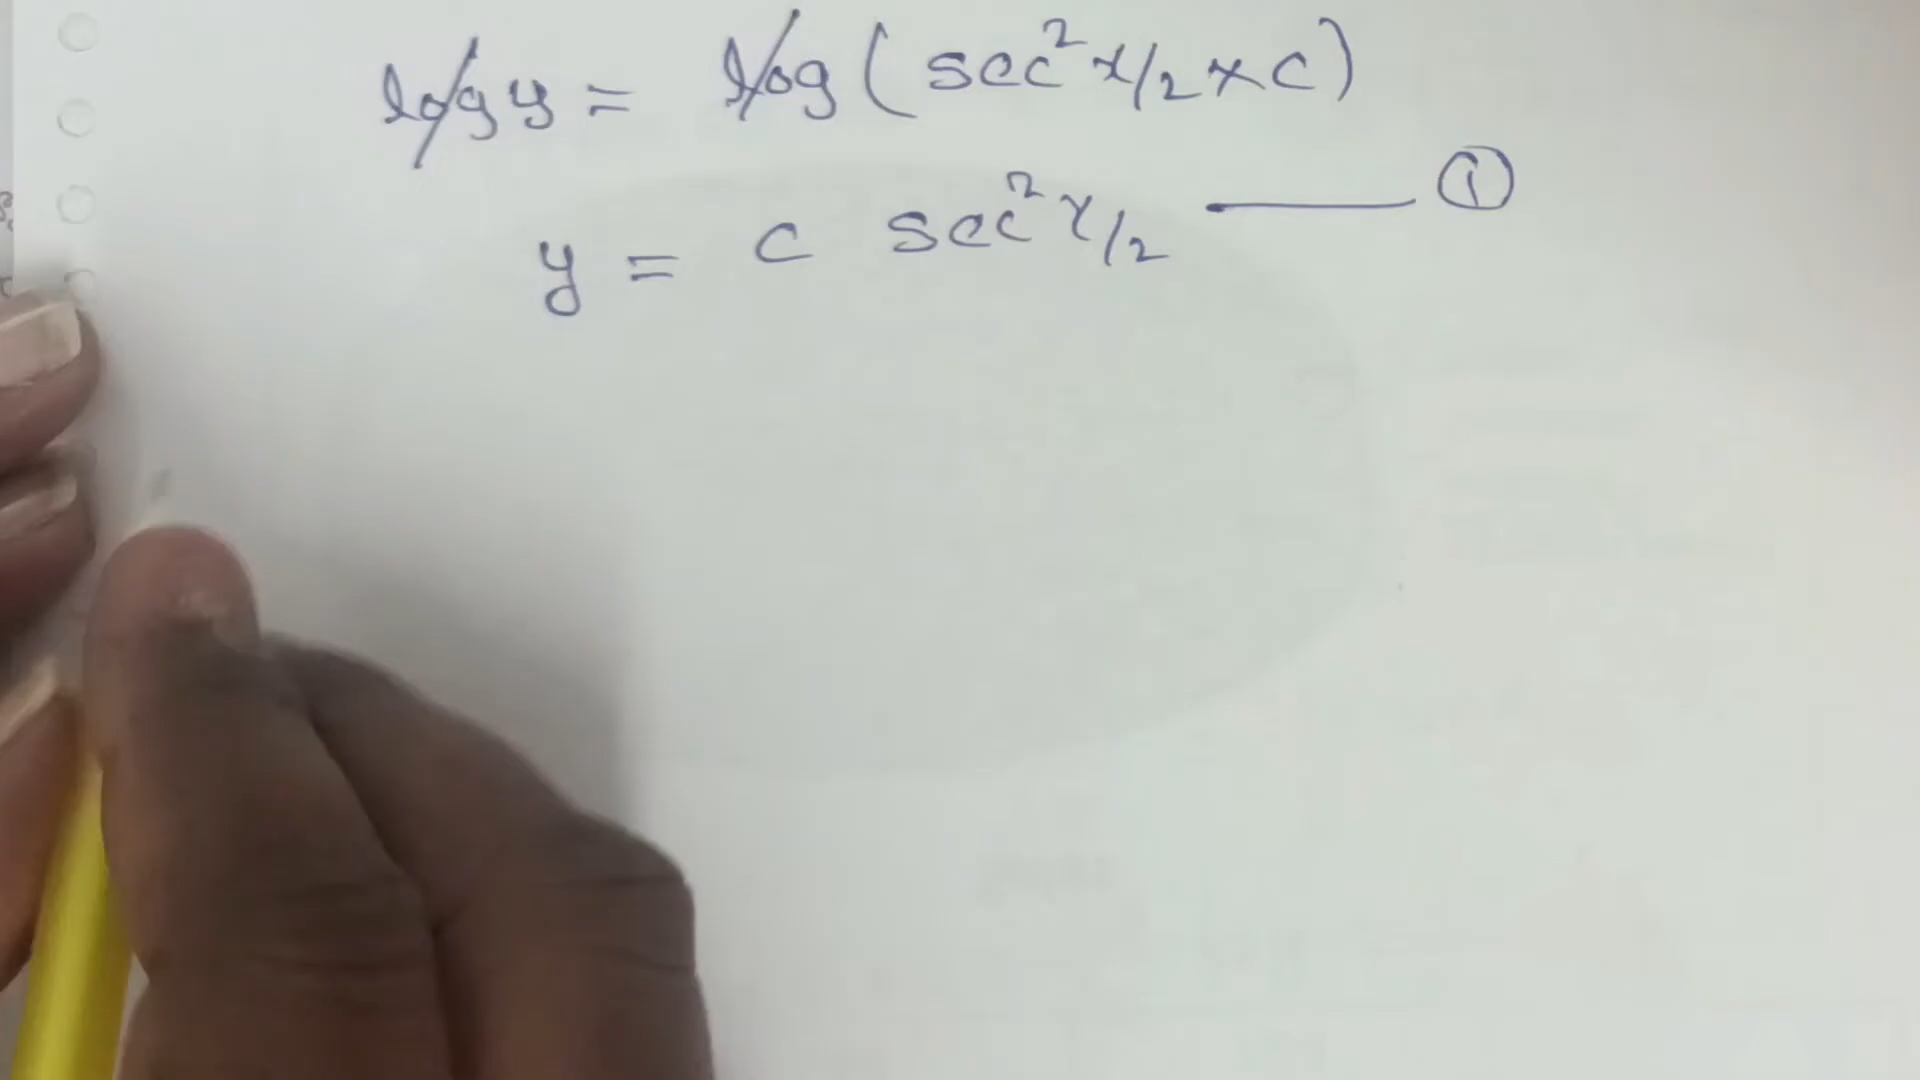 log y = log ( sec² x/2 × c )
y = c sec² x/2 —— ①